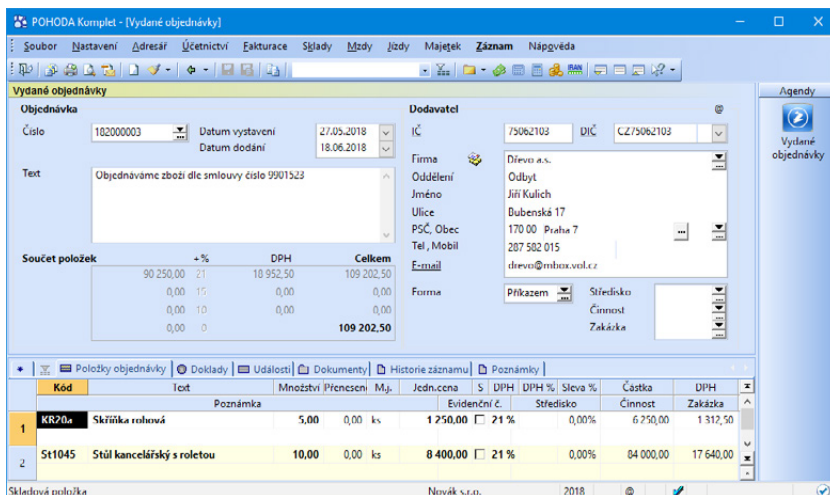 POHODA Komplet - [Vydané objednávky]
Soubor Nastavení Adresář Účetnictví Fakturace Sklady Mzdy Jízdy Majetek Záznam Nápověda
Vydané objednávky
Agendy
Objednávka
Dodavatel @
Číslo 182000003 Datum vystavení 27.05.2018 IČ 75062103 DIČ CZ75062103
Datum dodání 18.06.2018
Vydané objednávky
Firma Dřevo a.s.
Text Objednáváme zboží dle smlouvy číslo 9901523
Oddělení Odbyt
Jméno Jiří Kulich
Ulice Bubenská 17
PSČ, Obec 170 00 Praha 7 ...
Tel , Mobil 287 582 015
Součet položek +% DPH Celkem
E-mail drevo@mbox.vol.cz
90 250,00 21 18 952,50 109 202,50
0,00 15 0,00 0,00
Forma Příkazem Středisko
0,00 10 0,00 0,00
Činnost
0,00 0 109 202,50
Zakázka
Položky objednávky Doklady Události Dokumenty Historie záznamu Poznámky
Kód Text Množství Přenesen M.j. Jedn.cena S DPH DPH % Sleva % Částka DPH
Poznámka Evidenční č. Středisko Činnost Zakázka
1 KR20a Skříňka rohová 5,00 0,00 ks 1 250,00 21 % 0,00% 6 250,00 1 312,50
2 St1045 Stůl kancelářský s roletou 10,00 0,00 ks 8 400,00 21 % 0,00% 84 000,00 17 640,00
Skladová položka Novák s.r.o. 2018 @